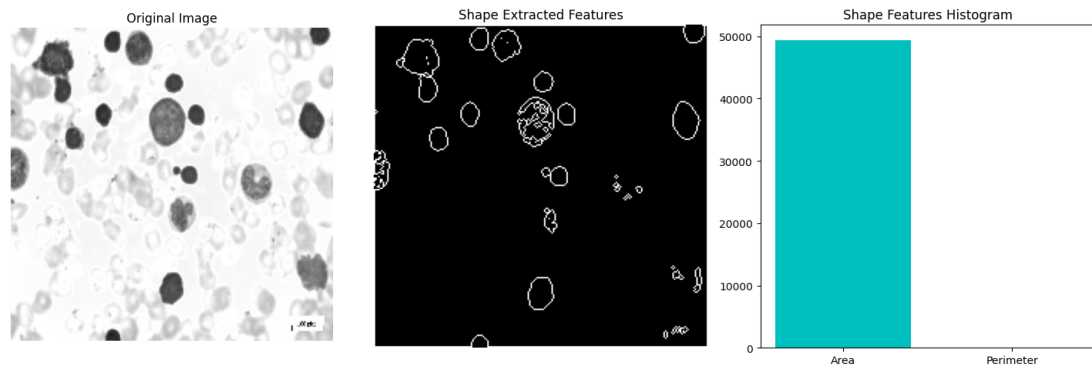 Original Image
Shape Extracted Features
Shape Features Histogram
50000
40000
30000
20000
10000
0
Area
Perimeter